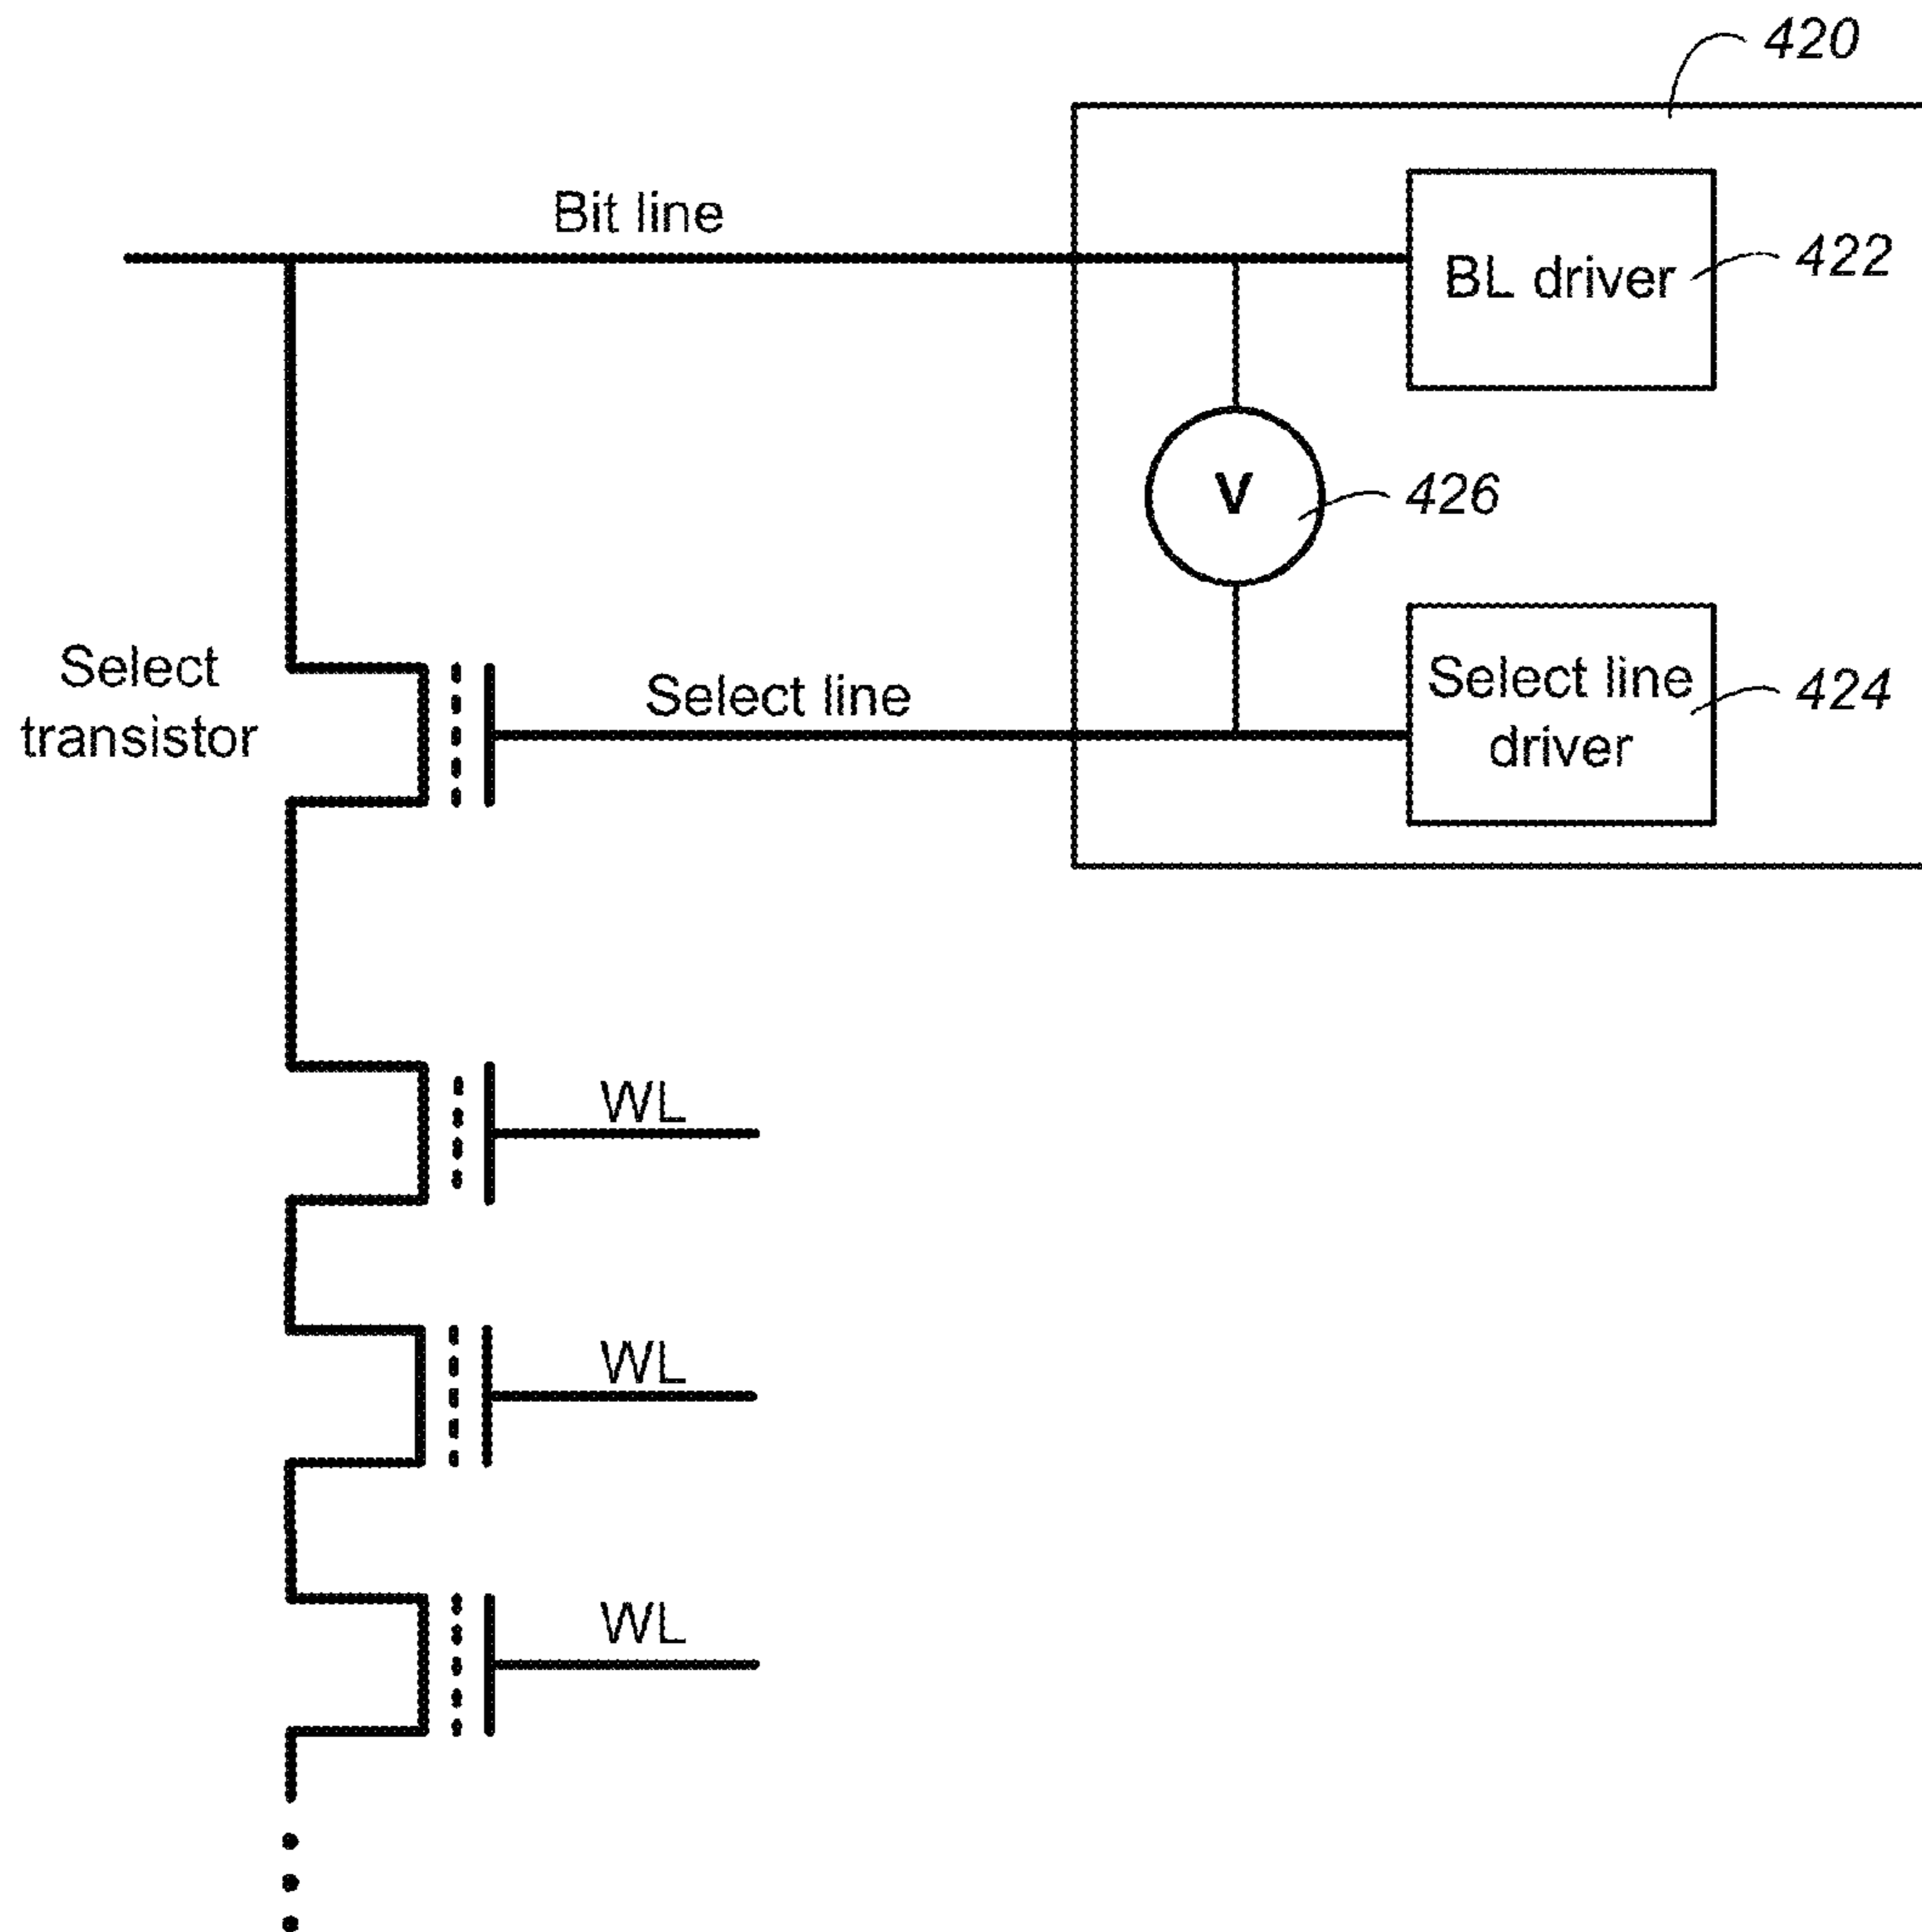 420
Bit line
BL driver
422
V
426
Select
transistor
Select line
Select line
driver
424
WL
WL
WL